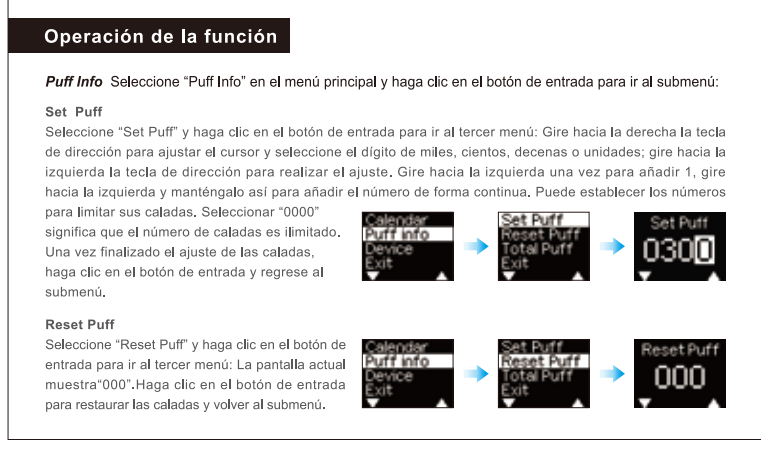 Operación de la función
Puff Info Seleccione “Puff Info” en el menú principal y haga clic en el botón de entrada para ir al submenú:
Set Puff
Seleccione “Set Puff” y haga clic en el botón de entrada para ir al tercer menú: Gire hacia la derecha la tecla
de dirección para ajustar el cursor y seleccione el dígito de miles, cientos, decenas o unidades; gire hacia la
izquierda la tecla de dirección para realizar el ajuste. Gire hacia la izquierda una vez para añadir 1, gire
hacia la izquierda y manténgalo así para añadir el número de forma continua. Puede establecer los números
para limitar sus caladas. Seleccionar “0000”
significa que el número de caladas es ilimitado.
Una vez finalizado el ajuste de las caladas,
haga clic en el botón de entrada y regrese al
submenú.
Calendar
Puff Info
Device
Exit
Set Puff
Reset Puff
Total Puff
Exit
Set Puff
0300
Reset Puff
Seleccione “Reset Puff” y haga clic en el botón de
entrada para ir al tercer menú: La pantalla actual
muestra“000”.Haga clic en el botón de entrada
para restaurar las caladas y volver al submenú.
Calendar
Puff Info
Device
Exit
Set Puff
Reset Puff
Total Puff
Exit
Reset Puff
000